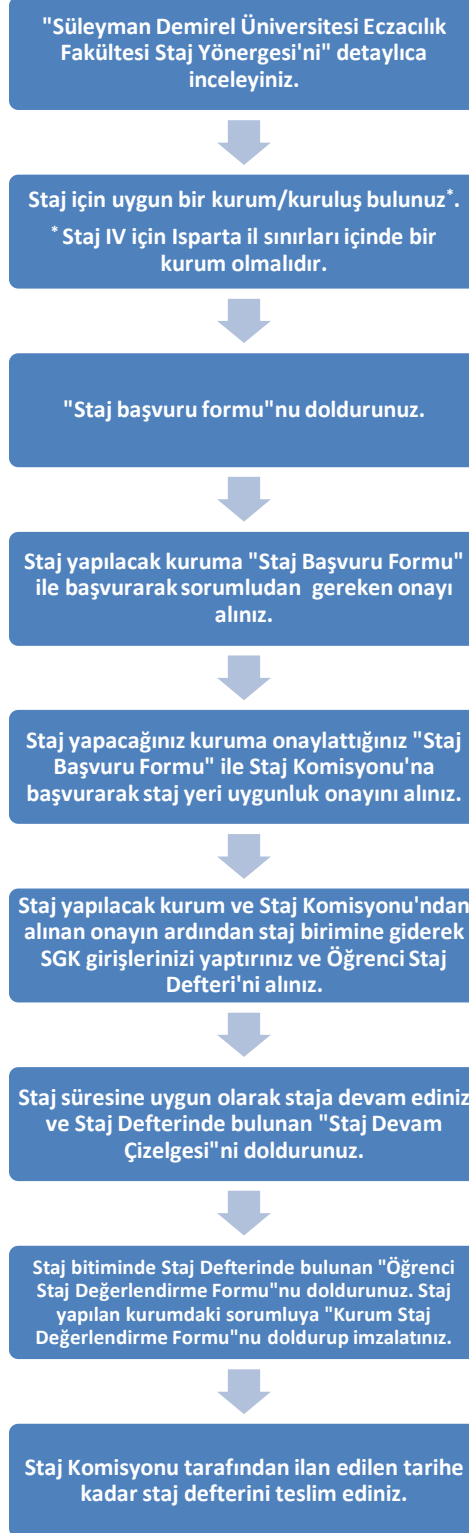 "Süleyman Demirel Üniversitesi Eczacılık
Fakültesi Staj Yönergesi'ni" detaylıca
inceleyiniz.
Staj için uygun bir kurum/kuruluş bulunuz*.
* Staj IV için Isparta il sınırları içinde bir
kurum olmalıdır.
"Staj başvuru formu"nu doldurunuz.
Staj yapılacak kuruma "Staj Başvuru Formu"
ile başvurarak sorumludan gereken onayı
alınız.
Staj yapacağınız kuruma onaylattığınız "Staj
Başvuru Formu" ile Staj Komisyonu'na
başvurarak staj yeri uygunluk onayını alınız.
Staj yapılacak kurum ve Staj Komisyonu'ndan
alınan onayın ardından staj birimine giderek
SGK girişlerinizi yaptırınız ve Öğrenci Staj
Defteri'ni alınız.
Staj süresine uygun olarak staja devam ediniz
ve Staj Defterinde bulunan "Staj Devam
Çizelgesi"ni doldurunuz.
Staj bitiminde Staj Defterinde bulunan "Öğrenci
Staj Değerlendirme Formu"nu doldurunuz. Staj
yapılan kurumdaki sorumluya "Kurum Staj
Değerlendirme Formu"nu doldurup imzalatınız.
Staj Komisyonu tarafından ilan edilen tarihe
kadar staj defterini teslim ediniz.